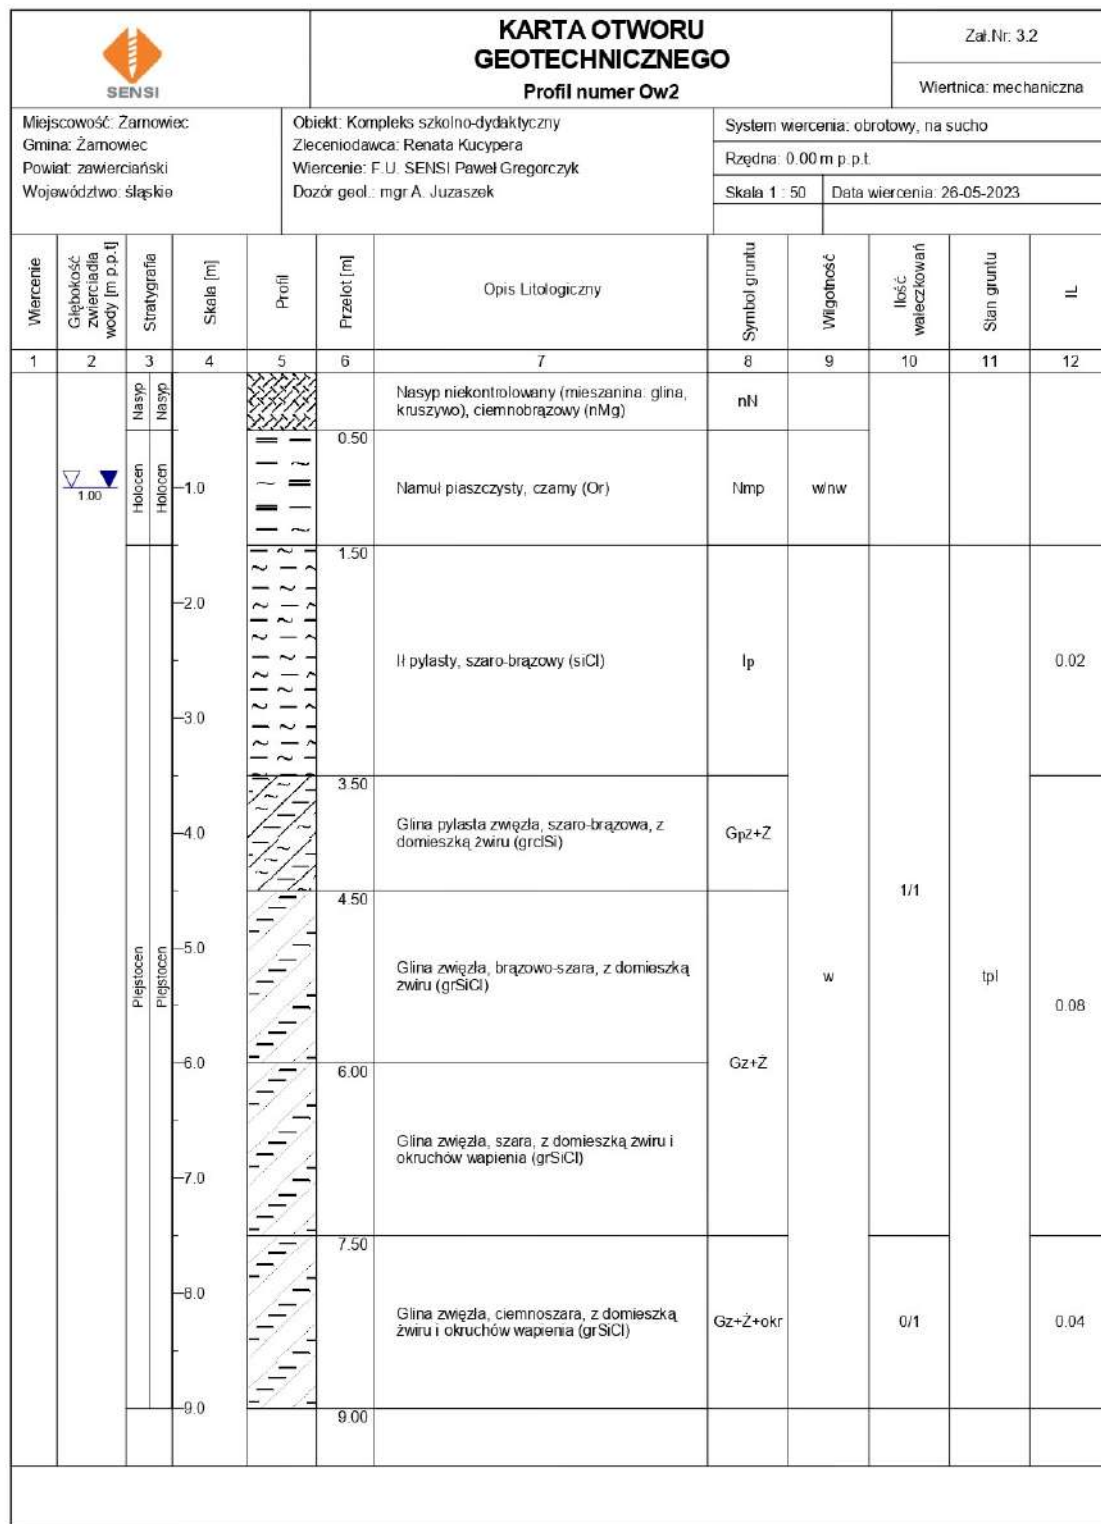 SENSI
KARTA OTWORU
GEOTECHNICZNEGO
Profil numer Ow2
Zał.Nr: 3.2
Wiertnica: mechaniczna
Miejscowość: Żarnowiec
Gmina: Żarnowiec
Powiat: zawierciański
Województwo: śląskie
Obiekt: Kompleks szkolno-dydaktyczny
Zleceniodawca: Renata Kucypera
Wiercenie: F.U. SENSI Paweł Gregorczyk
Dozór geol.: mgr A. Juzaszek
System wiercenia: obrotowy, na sucho
Rzędna: 0.00 m p.p.t.
Skala 1 : 50
Data wiercenia: 26-05-2023
Wiercenie
Głębokość
zwierciadła
wody [m p.p.t]
Stratygrafia
Skala [m]
Profil
Przelot [m]
Opis Litologiczny
Symbol gruntu
Wilgotność
Ilość
wałeczkowań
Stan gruntu
IL
1 2 3 4 5 6 7 8 9 10 11 12
Nasyp
Nasyp
Nasyp niekontrolowany (mieszanina: glina,
kruszywo), ciemnobrązowy (nMg)
nN
0.50
1.00
Holocen
Holocen
1.0
Namuł piaszczysty, czarny (Or)
Nmp
w/nw
1.50
2.0
Ił pylasty, szaro-brązowy (siCl)
Ip
0.02
3.0
3.50
4.0
Glina pylasta zwięzła, szaro-brązowa, z
domieszką żwiru (grclSi)
Gpz+Ż
4.50
1/1
Plejstocen
Plejstocen
5.0
Glina zwięzła, brązowo-szara, z domieszką
żwiru (grSiCl)
w
tpl
0.08
6.0
6.00
Gz+Ż
Glina zwięzła, szara, z domieszką żwiru i
okruchów wapienia (grSiCl)
7.0
7.50
8.0
Glina zwięzła, ciemnoszara, z domieszką
żwiru i okruchów wapienia (grSiCl)
Gz+Ż+okr
0/1
0.04
9.0
9.00